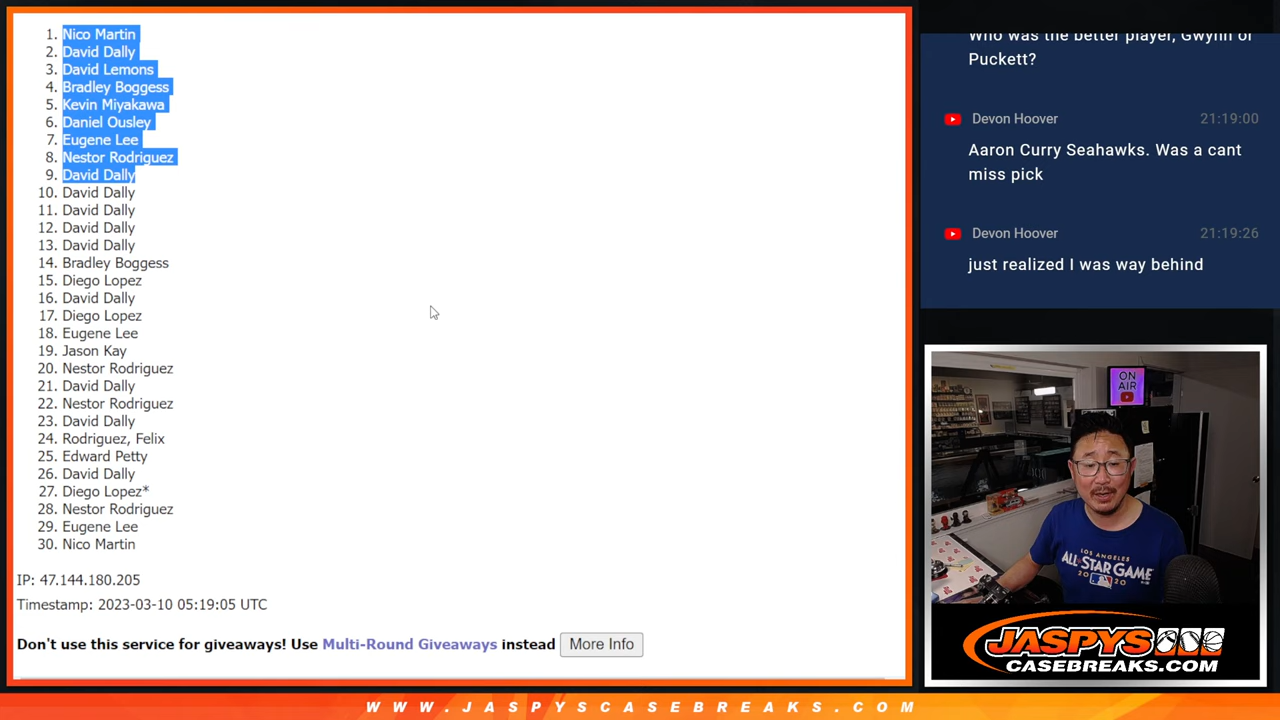 1. Nico Martin
2. David Dally
3. David Lemons
4. Bradley Boggess
5. Kevin Miyakawa
6. Daniel Ousley
7. Eugene Lee
8. Nestor Rodriguez
9. David Dally
10. David Dally
11. David Dally
12. David Dally
13. David Dally
14. Bradley Boggess
15. Diego Lopez
16. David Dally
17. Diego Lopez
18. Eugene Lee
19. Jason Kay
20. Nestor Rodriguez
21. David Dally
22. Nestor Rodriguez
23. David Dally
24. Rodriguez, Felix
25. Edward Petty
26. David Dally
27. Diego Lopez*
28. Nestor Rodriguez
29. Eugene Lee
30. Nico Martin
IP: 47.144.180.205
Timestamp: 2023-03-10 05:19:05 UTC
Don't use this service for giveaways! Use Multi-Round Giveaways instead More Info
Who was the better player, Gwynn or
Puckett?
Devon Hoover 21:19:00
Aaron Curry Seahawks. Was a cant
miss pick
Devon Hoover 21:19:26
just realized I was way behind
ON
AIR
LOS ANGELES
ALL-STAR GAME
2020
JASPYS
CASEBREAKS.COM
WWW.JASPYSCASEBREAKS.COM